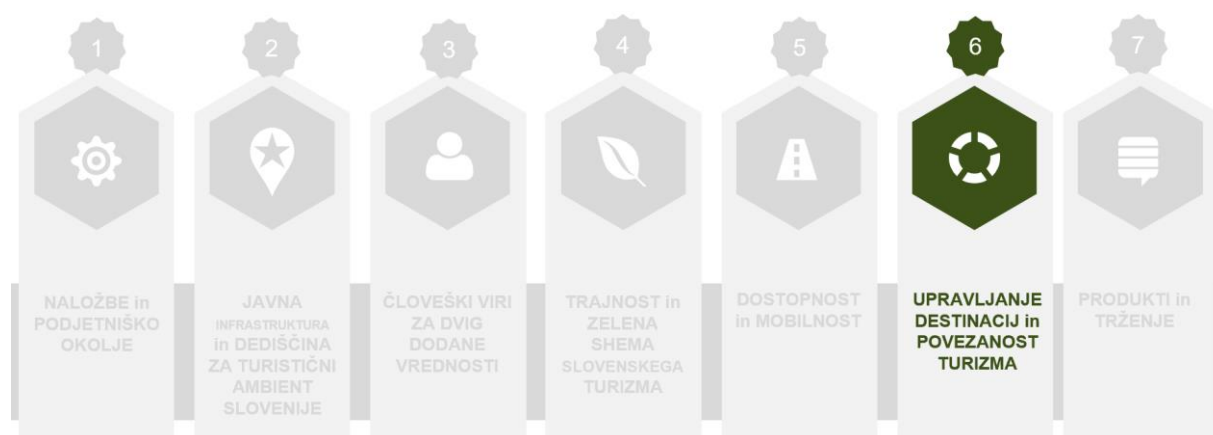 1
NALOŽBE in
PODJETNIŠKO
OKOLJE
2
JAVNA
INFRASTRUKTURA
in DEDIŠČINA
ZA TURISTIČNI
AMBIENT
SLOVENIJE
3
ČLOVEŠKI VIRI
ZA DVIG
DODANE
VREDNOSTI
4
TRAJNOST in
ZELENA
SHEMA
SLOVENSKEGA
TURIZMA
5
DOSTOPNOST
in MOBILNOST
6
UPRAVLJANJE
DESTINACIJ in
POVEZANOST
TURIZMA
7
PRODUKTI in
TRŽENJE